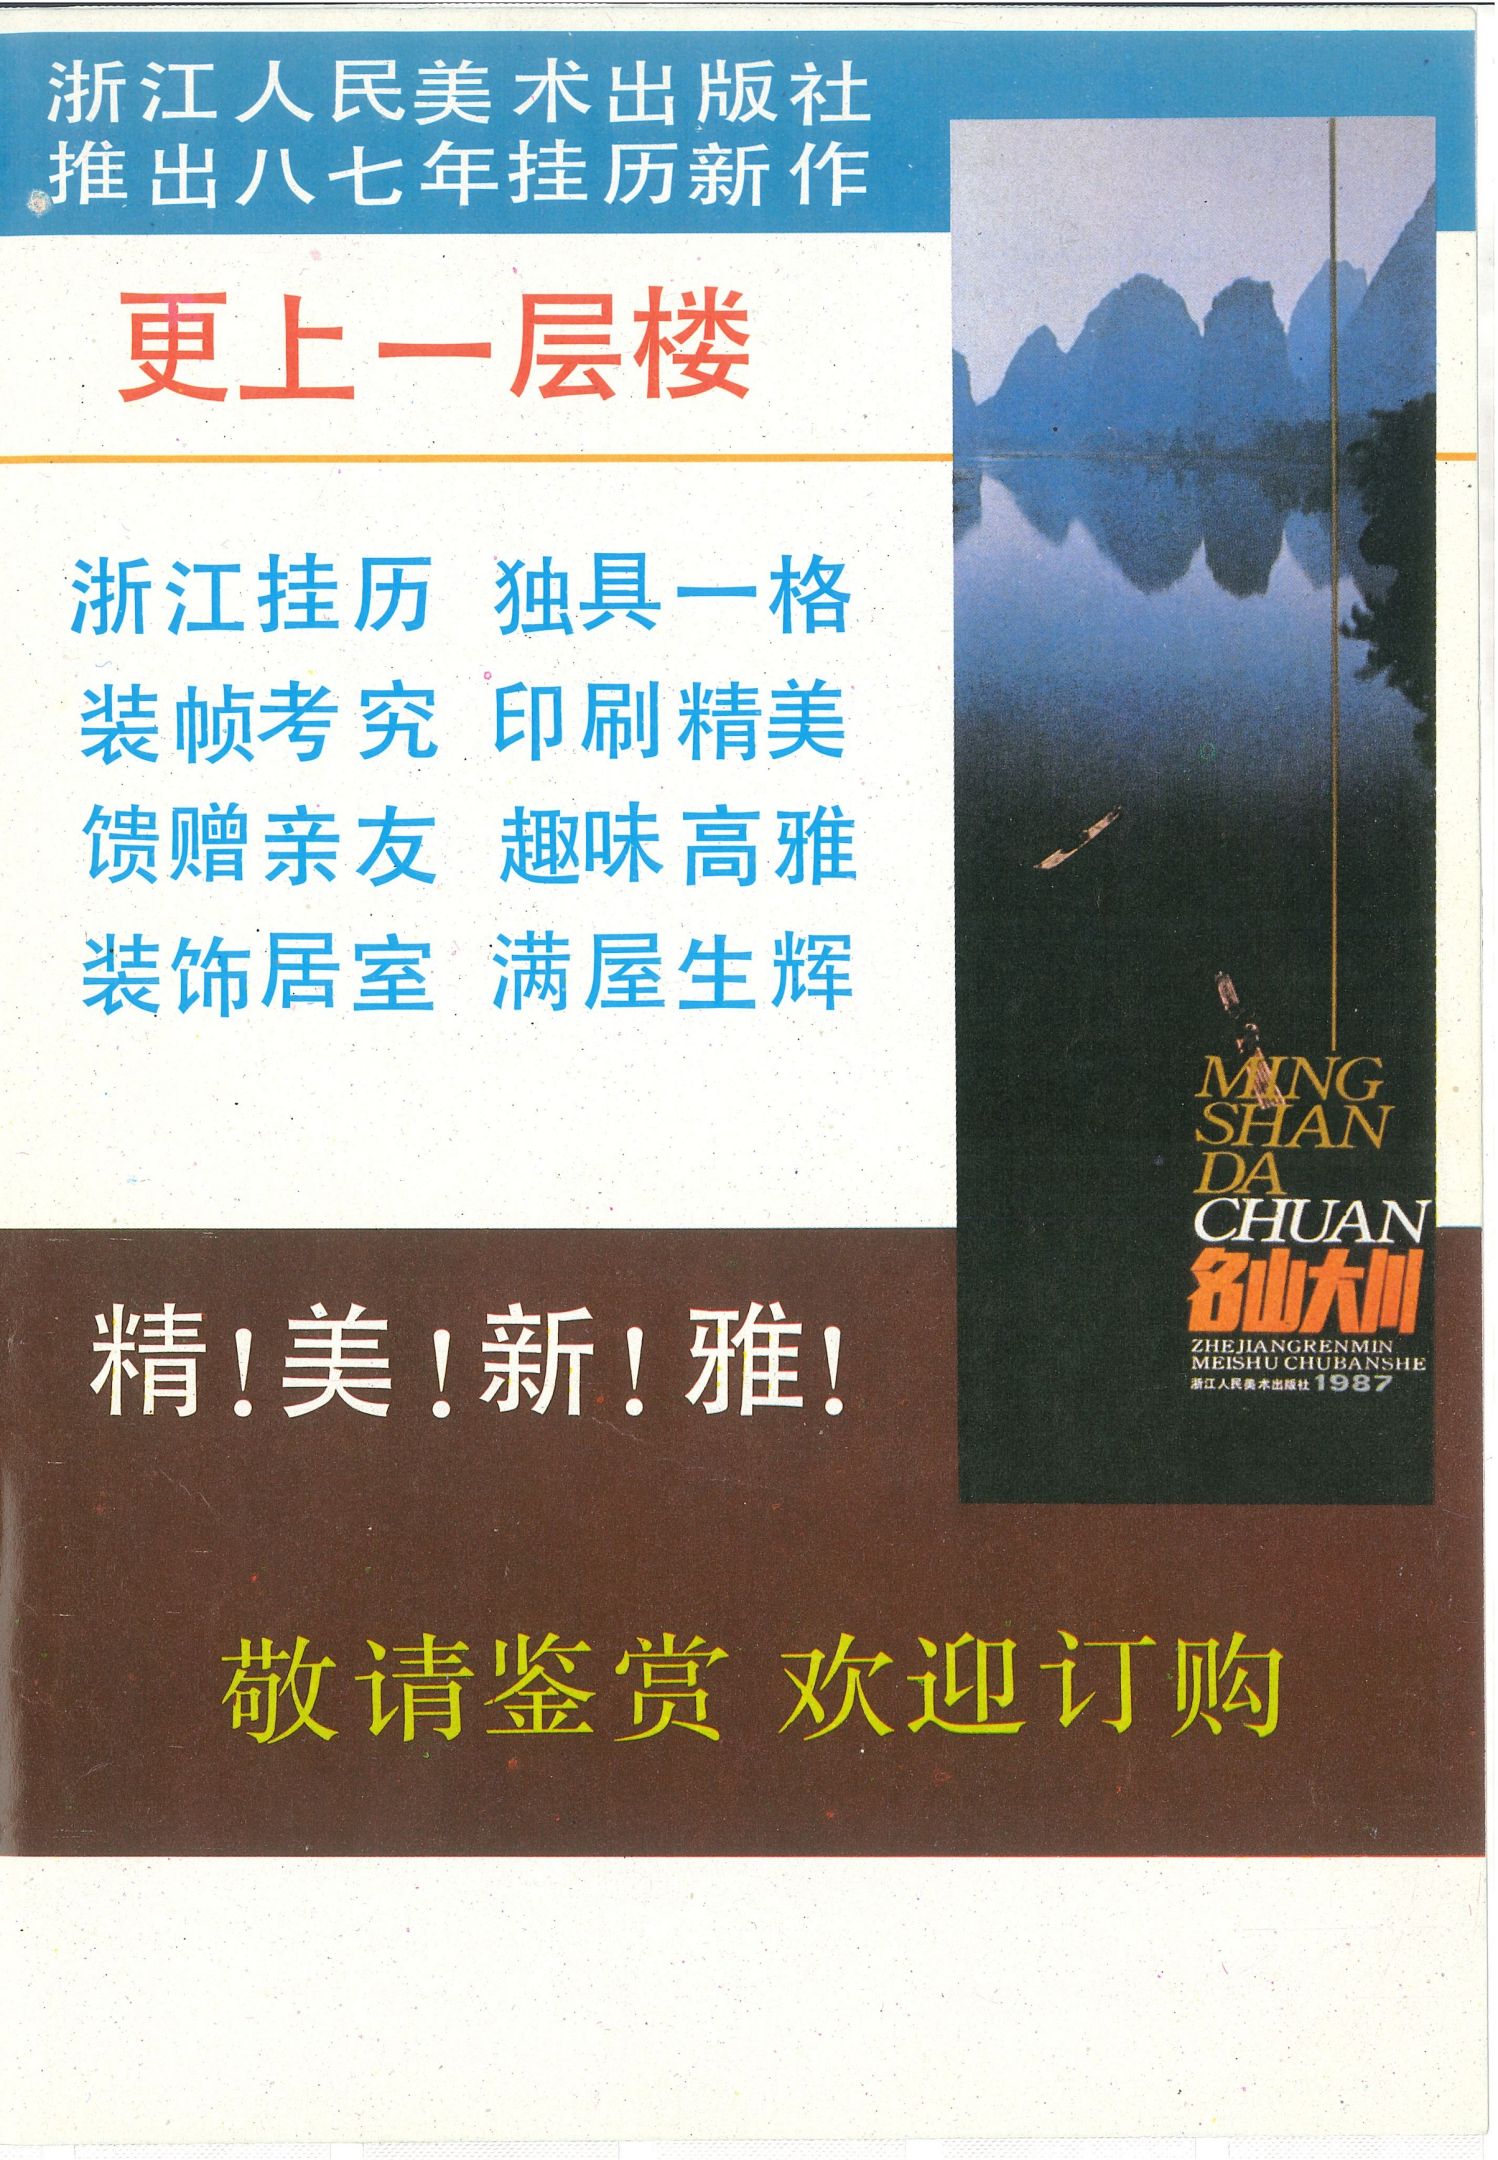 浙江人民美术出版社
推出八七年挂历新作
更上一层楼
浙江挂历 独具一格
装帧考究 印刷精美
馈赠亲友 趣味高雅
装饰居室 满屋生辉
MING
SHAN
DA
CHUAN
名山大川
ZHEJIANGRENMIN
MEISHU CHUBANSHE
浙江人民美术出版社 1987
精!美!新!雅!
敬请鉴赏 欢迎订购